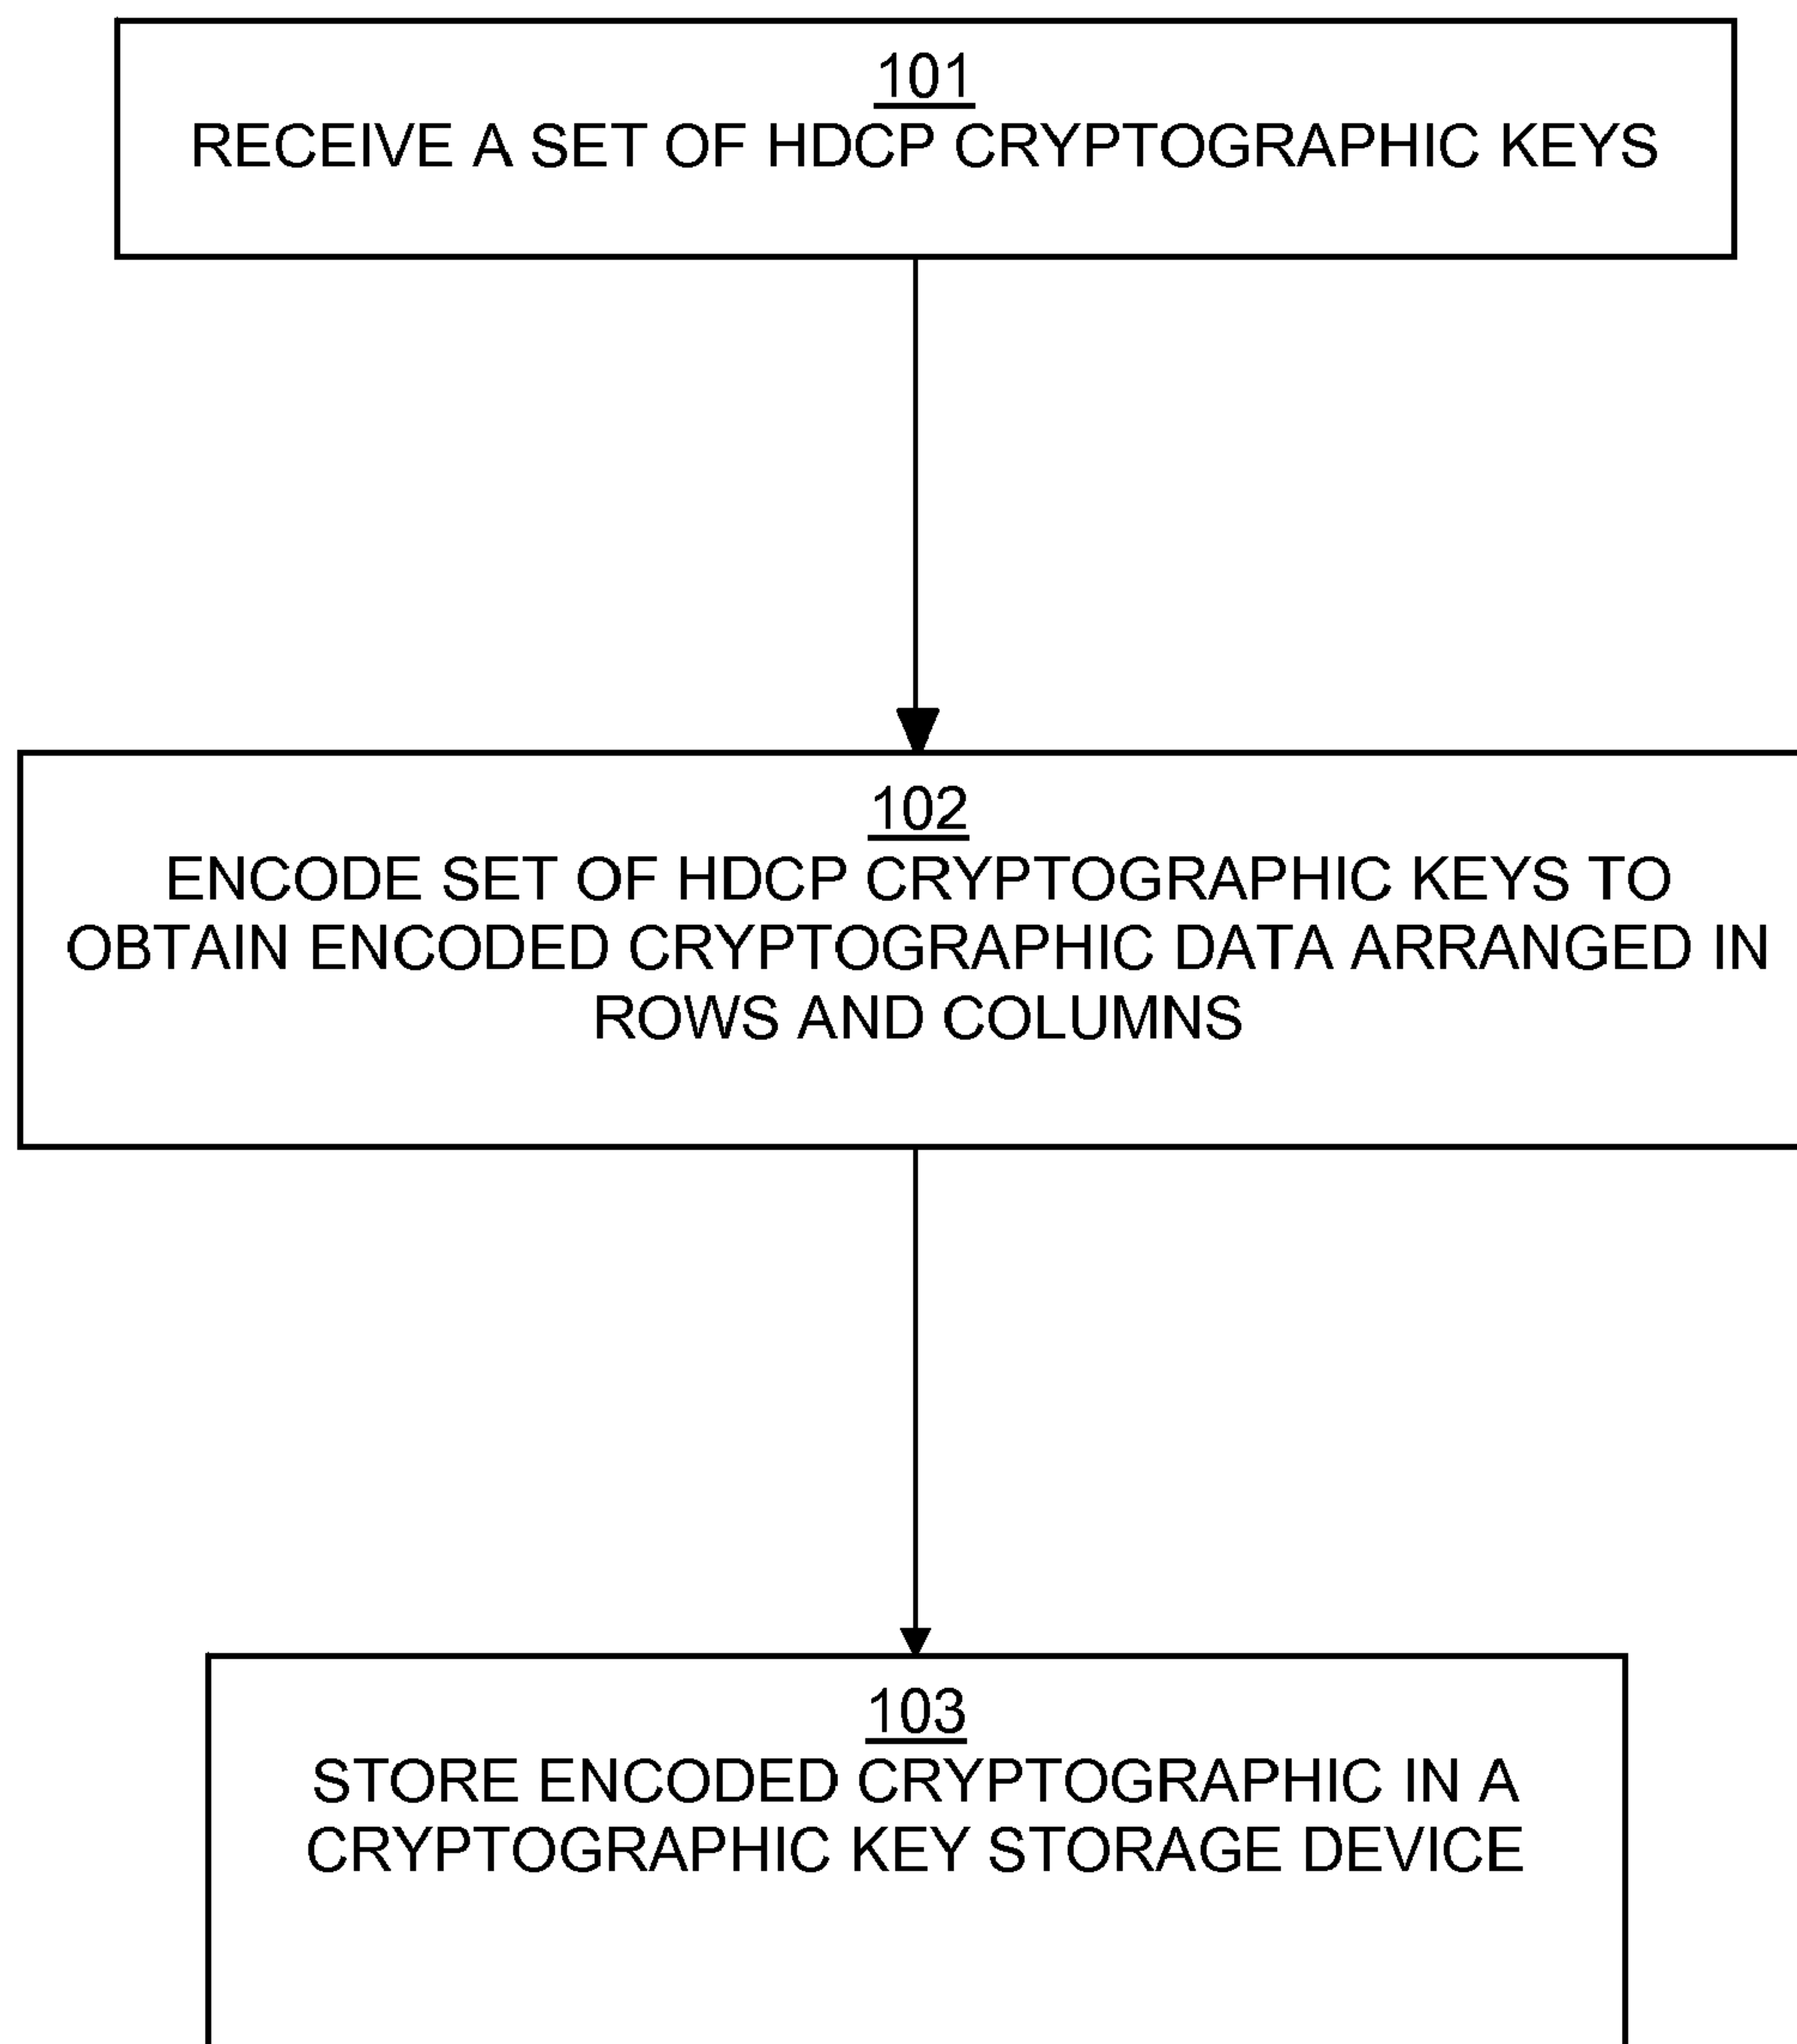 101
RECEIVE A SET OF HDCP CRYPTOGRAPHIC KEYS
102
ENCODE SET OF HDCP CRYPTOGRAPHIC KEYS TO
OBTAIN ENCODED CRYPTOGRAPHIC DATA ARRANGED IN
ROWS AND COLUMNS
103
STORE ENCODED CRYPTOGRAPHIC IN A
CRYPTOGRAPHIC KEY STORAGE DEVICE